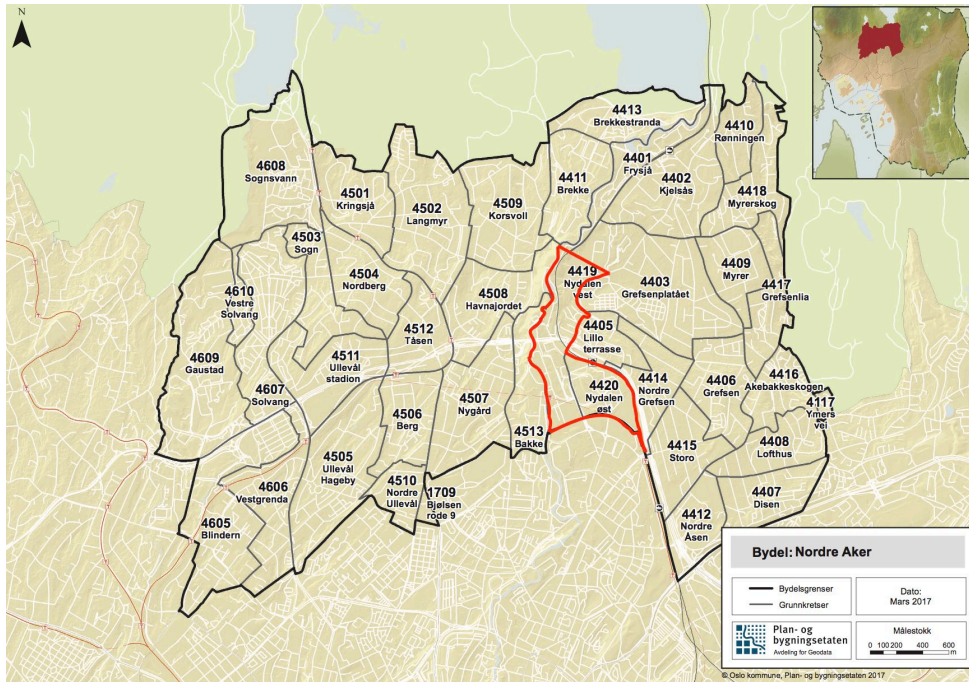 N
4413
Brekkestranda
4410
Rønningen
4608
Sognsvann
4401
Frysjå
4411
Brekke
4402
Kjelsås
4501
Kringsjå
4502
Langmyr
4509
Korsvoll
4418
Myrerskog
4503
Sogn
4504
Nordberg
4409
Myrer
4419
Nydalen
vest
4403
Grefsenplatået
4417
Grefsenlia
4610
Vestre
Solvang
4508
Havnajordet
4512
Tåsen
4405
Lillo
terrasse
4609
Gaustad
4511
Ullevål
stadion
4607
Solvang
4507
Nygård
4420
Nydalen
øst
4414
Nordre
Grefsen
4406
Grefsen
4416
Akebakkeskogen
4117
Ymers
vei
4506
Berg
4513
Bakke
4415
Storo
4408
Lofthus
4505
Ullevål
Hageby
4606
Vestgrenda
4510
Nordre
Ullevål
1709
Bjølsen
rode 9
4407
Disen
4605
Blindern
4412
Nordre
Åsen
Bydel: Nordre Aker
Bydelsgrenser
Grunnkretser
Dato:
Mars 2017
Plan- og
bygningsetaten
Avdeling for Geodata
Målestokk
0 100 200 400 600
m
© Oslo kommune, Plan- og bygningsetaten 2017